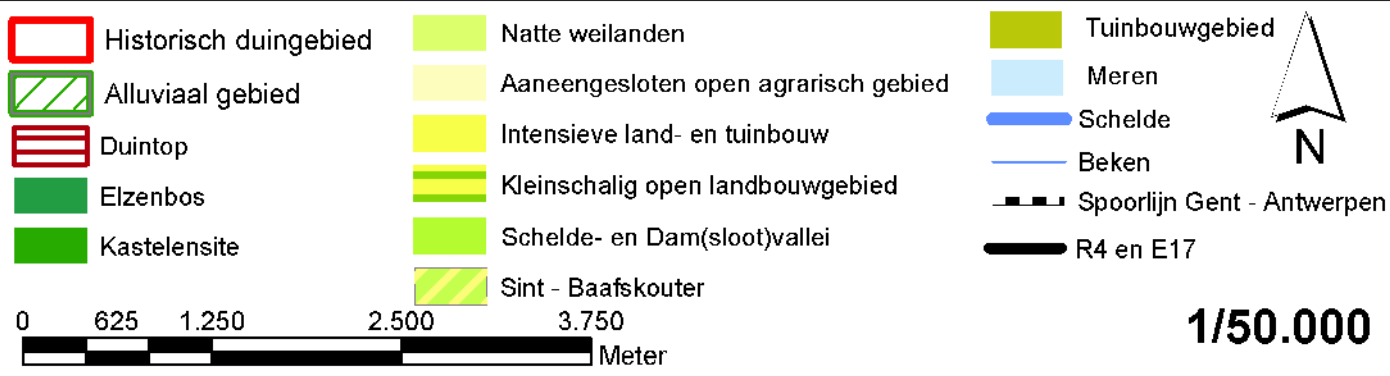 Historisch duingebied
Alluviaal gebied
Duintop
Elzenbos
Kastelensite
Natte weilanden
Aaneengesloten open agrarisch gebied
Intensieve land- en tuinbouw
Kleinschalig open landbouwgebied
Schelde- en Dam(sloot)vallei
Sint - Baafskouter
Tuinbouwgebied
Meren
Schelde
Beken
Spoorlijn Gent - Antwerpen
R4 en E17
N
0 625 1.250 2.500 3.750
Meter
1/50.000